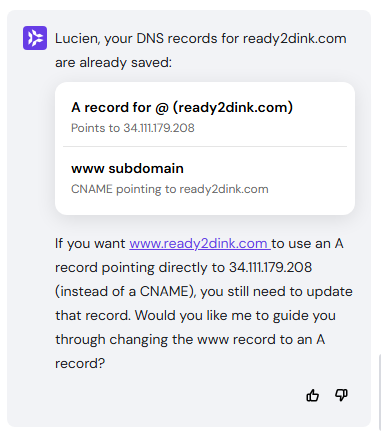 Lucien, your DNS records for ready2dink.com
are already saved:
A record for @ (ready2dink.com)
Points to 34.111.179.208
www subdomain
CNAME pointing to ready2dink.com
If you want www.ready2dink.com to use an A
record pointing directly to 34.111.179.208
(instead of a CNAME), you still need to update
that record. Would you like me to guide you
through changing the www record to an A
record?